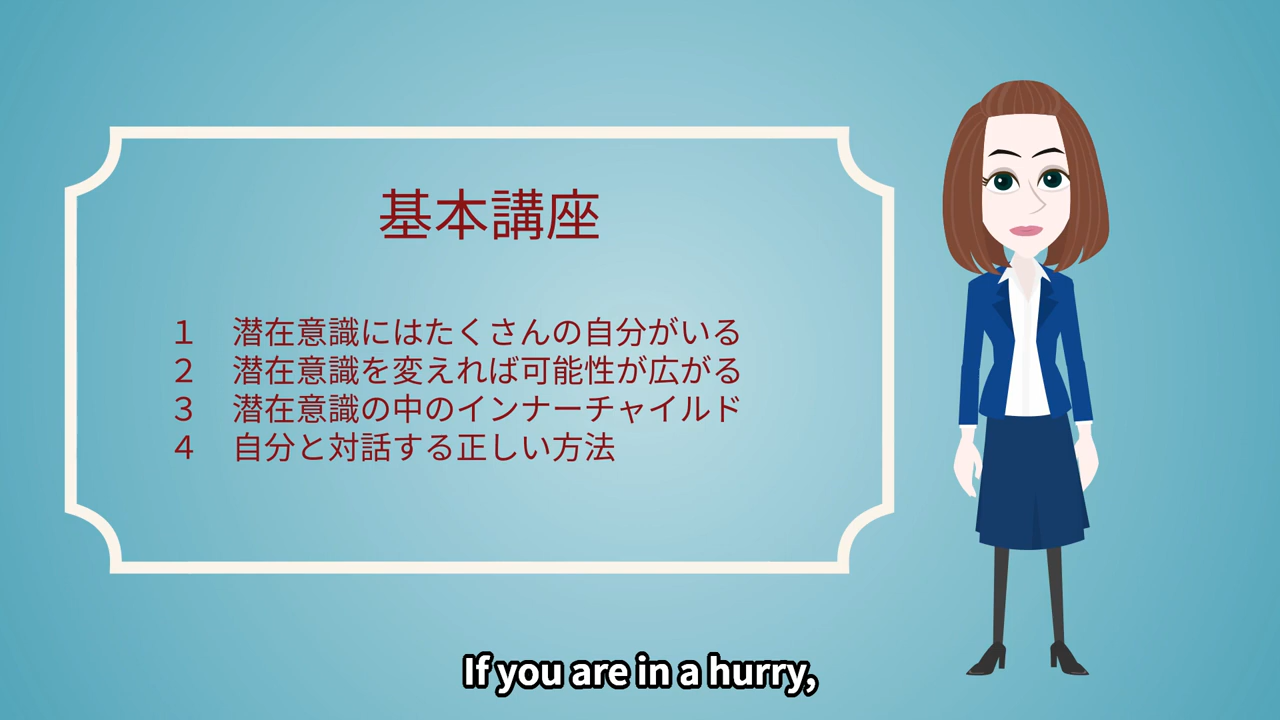 基本講座
１　潜在意識にはたくさんの自分がいる
２　潜在意識を変えれば可能性が広がる
３　潜在意識の中のインナーチャイルド
４　自分と対話する正しい方法
If you are in a hurry,